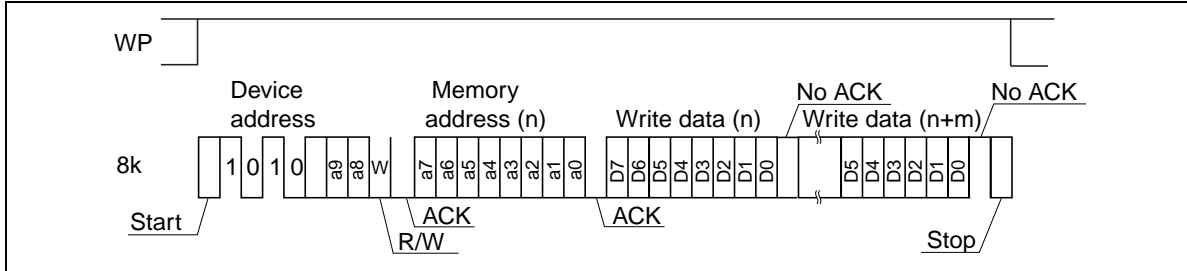 WP
Device address
Memory address (n)
No ACK
No ACK
Write data (n)
Write data (n+m)
8k
1 0 1 0 a9 a8 W a7 a6 a5 a4 a3 a2 a1 a0 D7 D6 D5 D4 D3 D2 D1 D0 D5 D4 D3 D2 D1 D0
Start
ACK
ACK
R/W
Stop